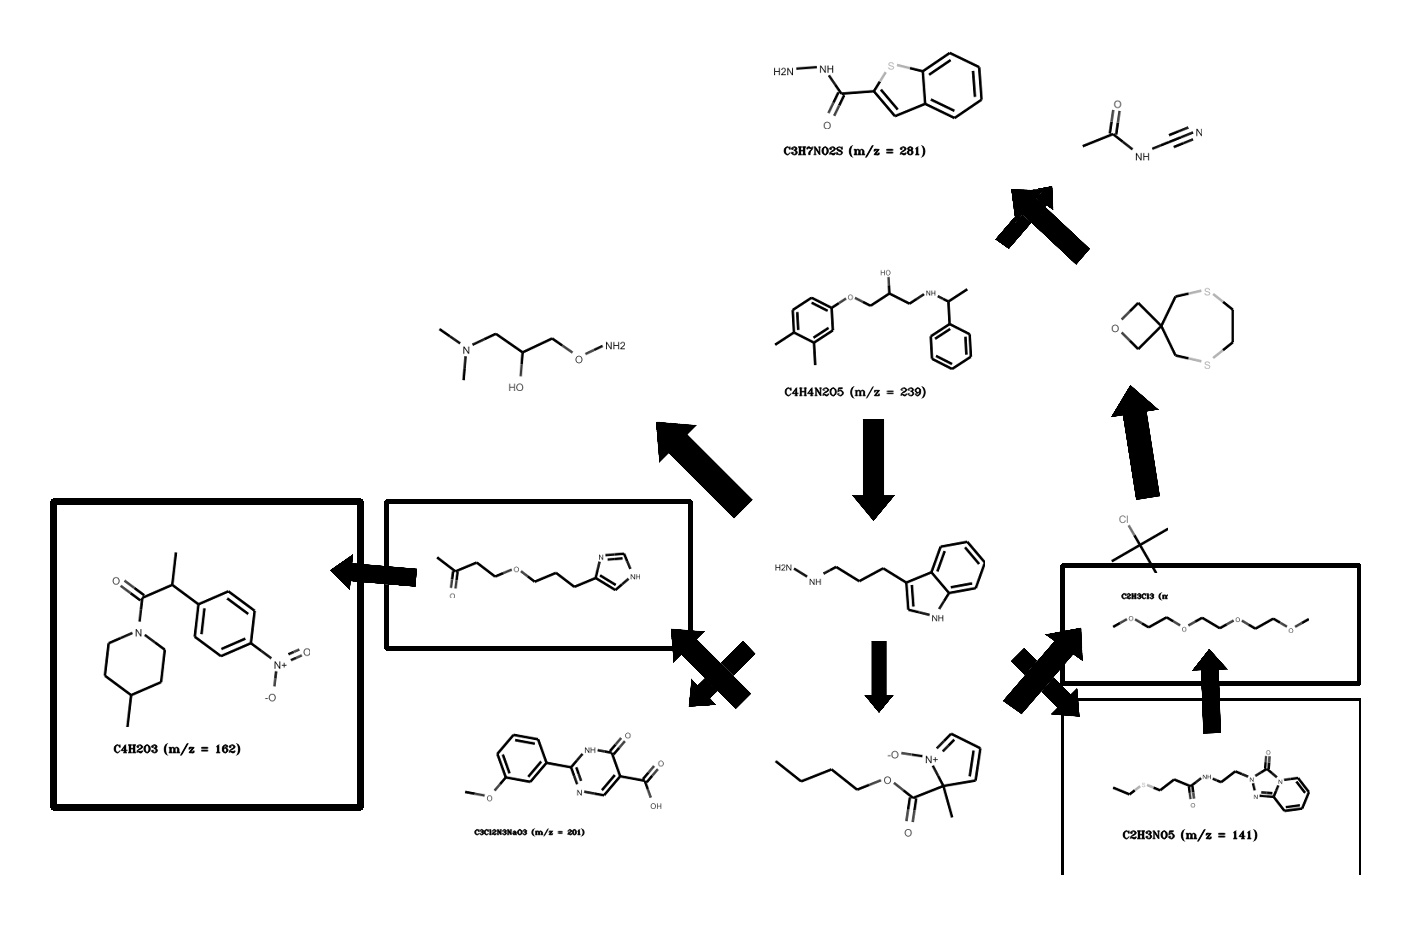 H2N NH S
O
C3H7NO2S (m/z = 281)
O
NH N
HO
O NH
C4H4N2O5 (m/z = 239)
N O NH2
HO
O S
S
Cl
C2H3Cl3 (m
O O O O
O
N
O
N+ O
-O
C4H2O3 (m/z = 162)
O O N NH
H2N NH
NH
NH O
N
O
O
OH
C3Cl2N3NaO3 (m/z = 201)
-O N+
O
O
S NH O
N N
O N
C2H3NO5 (m/z = 141)